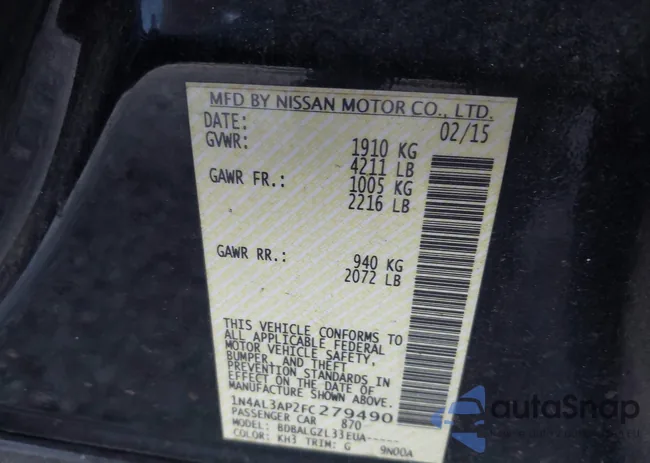 MFD BY NISSAN MOTOR CO., LTD.
DATE: 02/15
GVWR: 1910 KG
4211 LB
GAWR FR.: 1005 KG
2216 LB
GAWR RR.: 940 KG
2072 LB
THIS VEHICLE CONFORMS TO
ALL APPLICABLE FEDERAL
MOTOR VEHICLE SAFETY,
BUMPER, AND THEFT
PREVENTION STANDARDS IN
EFFECT ON THE DATE OF
MANUFACTURE SHOWN ABOVE.
1N4AL3AP2FC279490
PASSENGER CAR 870
MODEL: BDBALGZL33EUA-----
COLOR: KH3 TRIM: G 9N00A
autoSnap